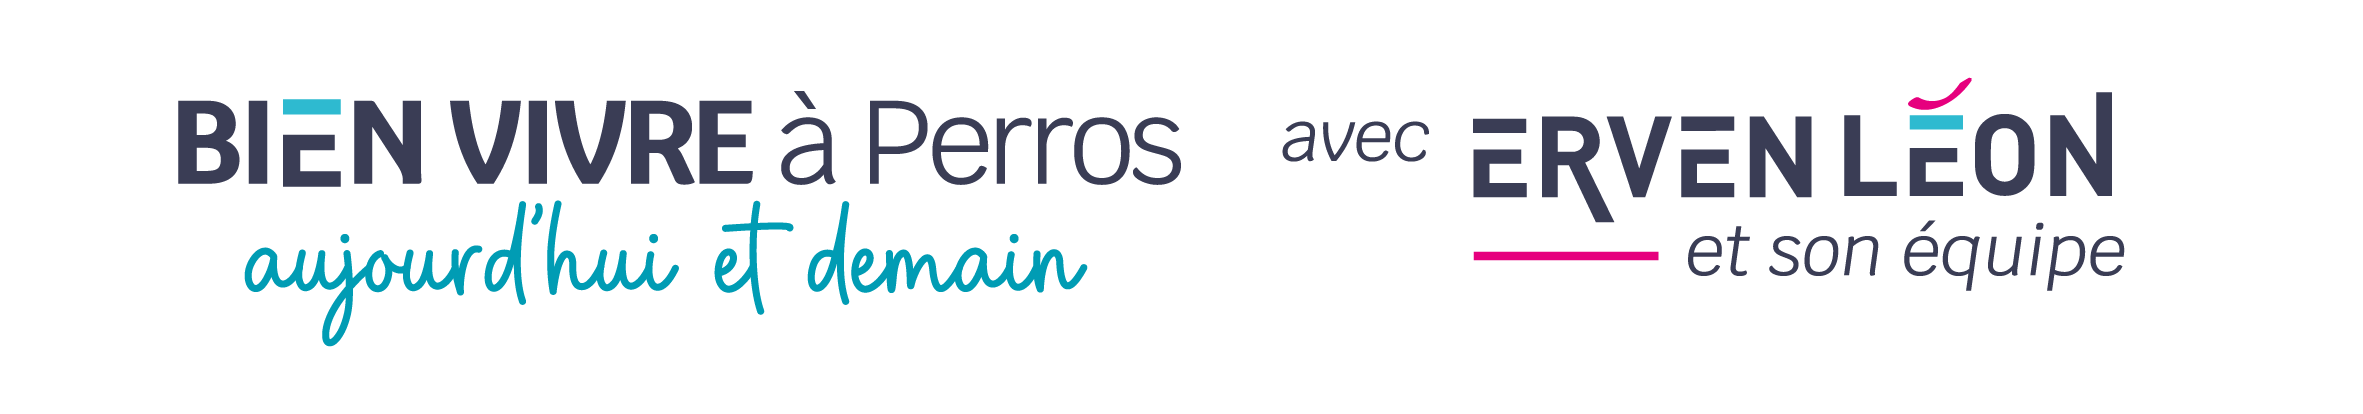 BIEN VIVRE à Perros
aujourd'hui et demain
avec ERVEN LÉON
et son équipe